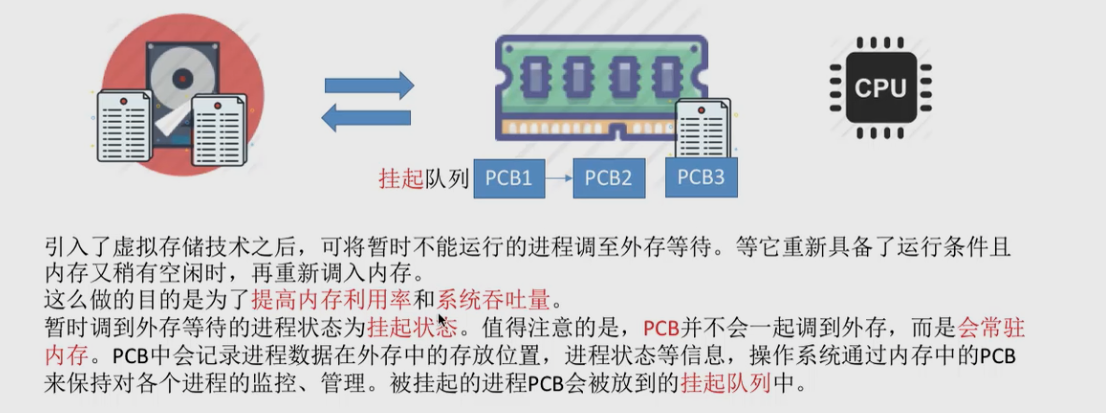 CPU
挂起队列 PCB1 PCB2 PCB3
引入了虚拟存储技术之后，可将暂时不能运行的进程调至外存等待。等它重新具备了运行条件且
内存又稍有空闲时，再重新调入内存。
这么做的目的是为了提高内存利用率和系统吞吐量。
暂时调到外存等待的进程状态为挂起状态。值得注意的是，PCB并不会一起调到外存，而是会常驻
内存。PCB中会记录进程数据在外存中的存放位置，进程状态等信息，操作系统通过内存中的PCB
来保持对各个进程的监控、管理。被挂起的进程PCB会被放到的挂起队列中。